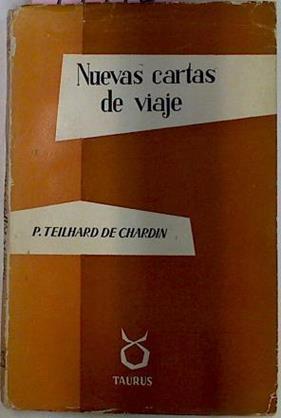 Nuevas cartas
de viaje
P. TEILHARD DE CHARDIN
TAURUS